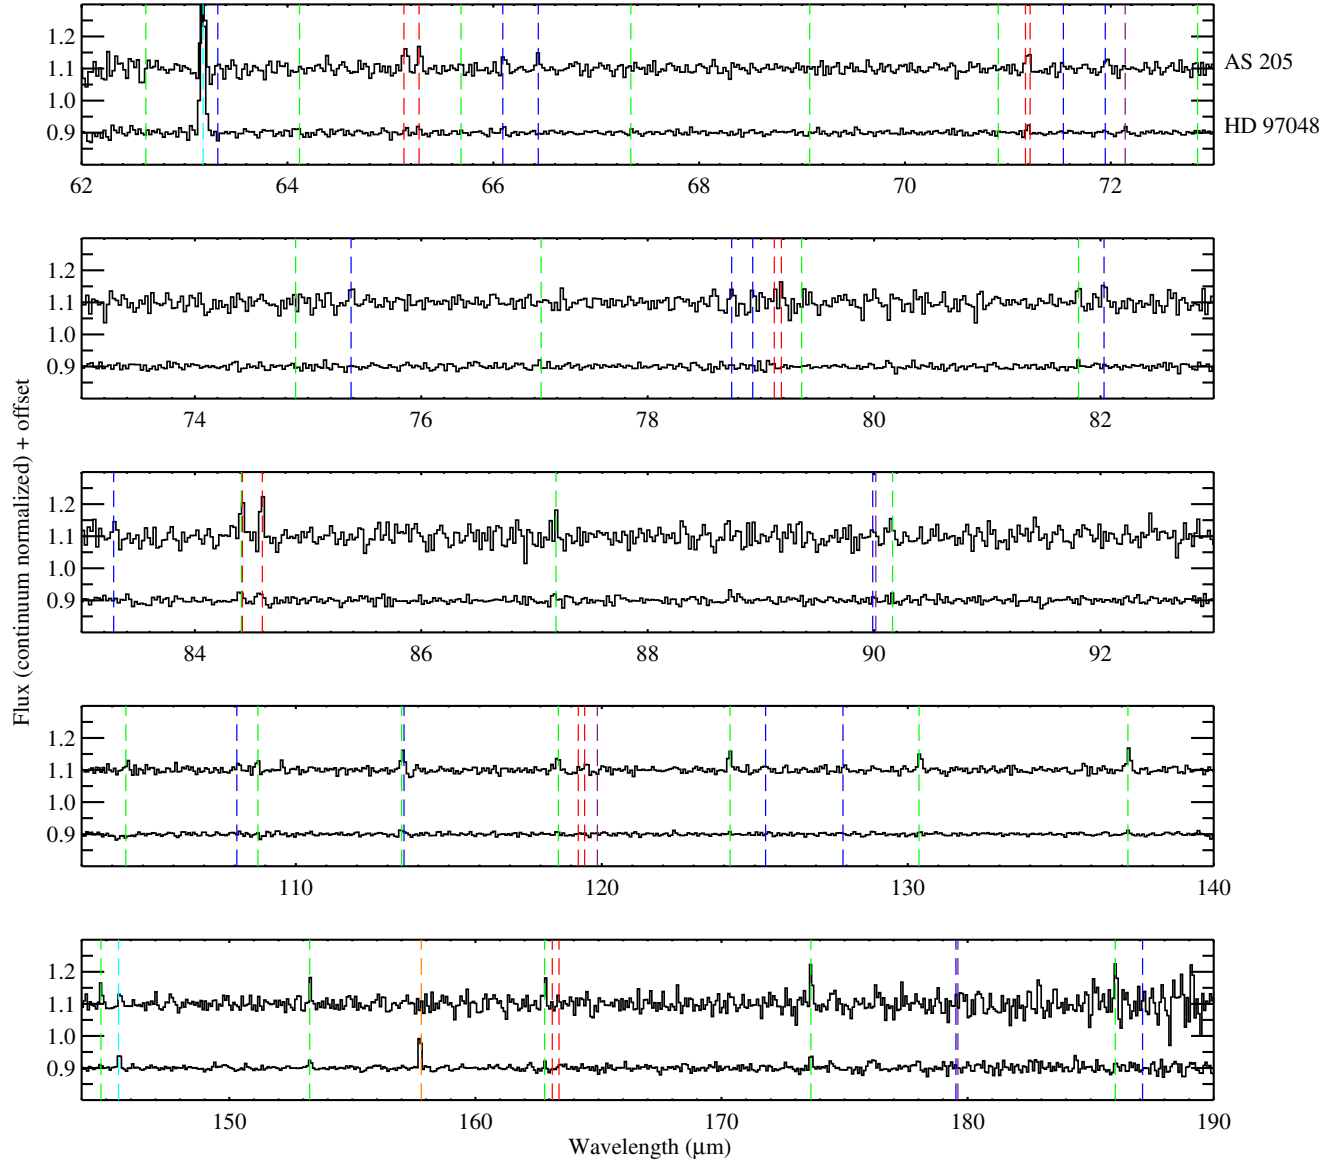 1.2
1.1
1.0
0.9
AS 205
HD 97048
62 64 66 68 70 72
1.2
1.1
1.0
0.9
74 76 78 80 82
1.2
1.1
1.0
0.9
84 86 88 90 92
1.2
1.1
1.0
0.9
110 120 130 140
1.2
1.1
1.0
0.9
150 160 170 180 190
Wavelength (μm)
Flux (continuum normalized) + offset